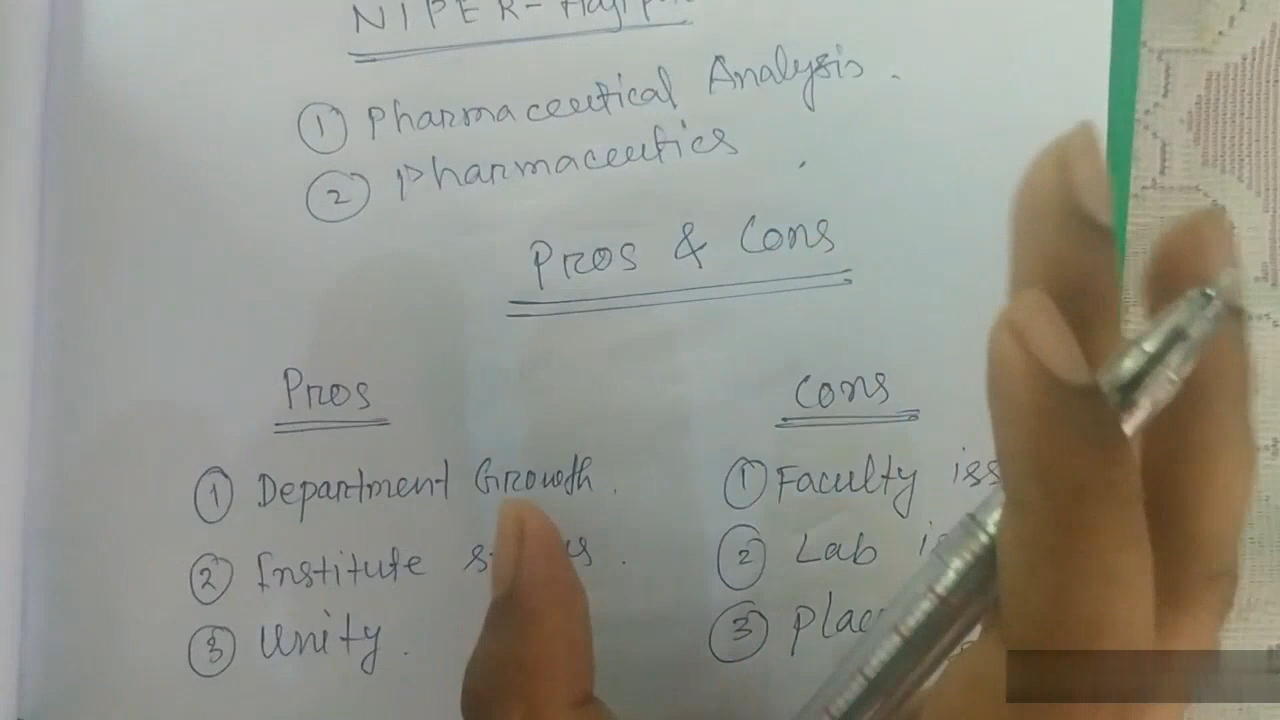 NIPER-
① Pharmaceutical Analysis.
② Pharmaceutics
Pros & Cons
Pros
Cons
① Department Growth.
① Faculty
② Institute
② Lab
③ Unity.
③